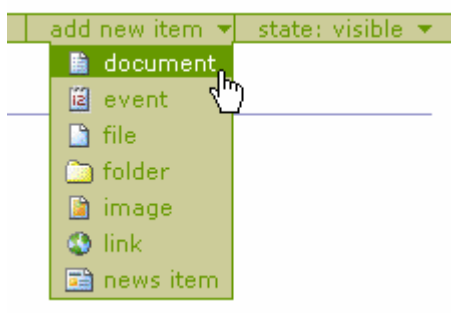 add new item state: visible
document
event
file
folder
image
link
news item